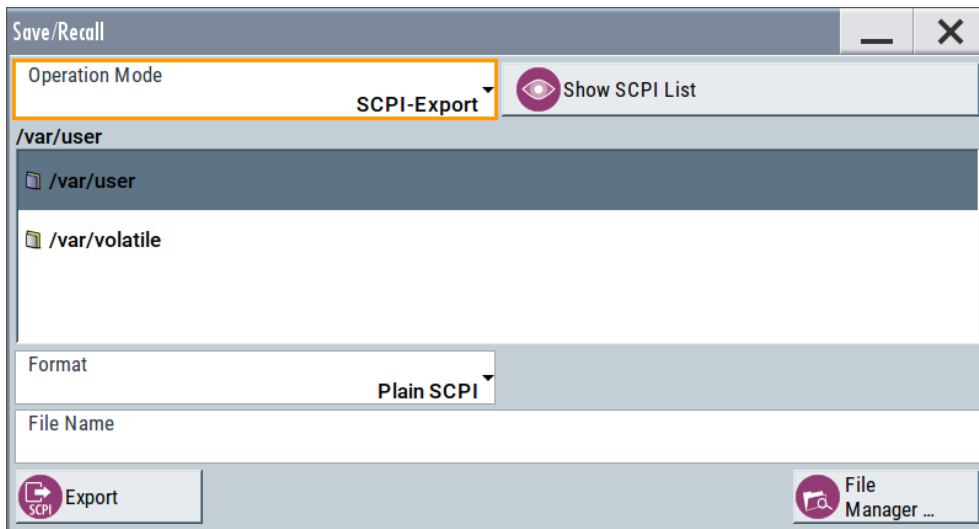 Save/Recall
Operation Mode
SCPI-Export
Show SCPI List
/var/user
/var/user
/var/volatile
Format
Plain SCPI
File Name
SCPI
Export
File
Manager ...